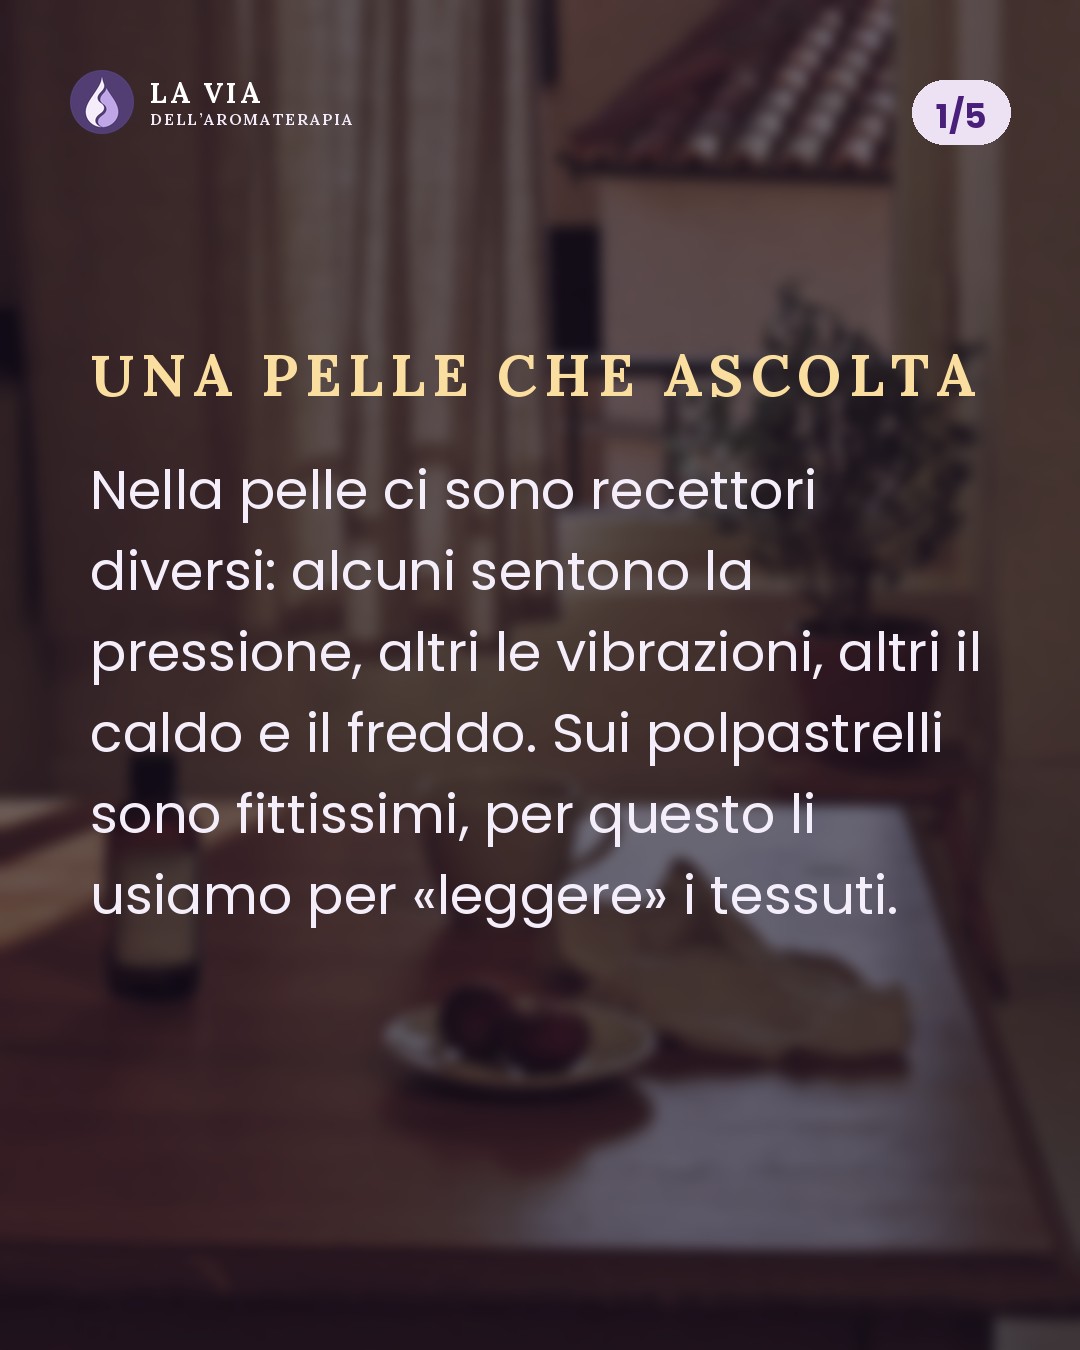 LA VIA
DELL'AROMATERAPIA
1/5
UNA PELLE CHE ASCOLTA
Nella pelle ci sono recettori
diversi: alcuni sentono la
pressione, altri le vibrazioni, altri il
caldo e il freddo. Sui polpastrelli
sono fittissimi, per questo li
usiamo per «leggere» i tessuti.